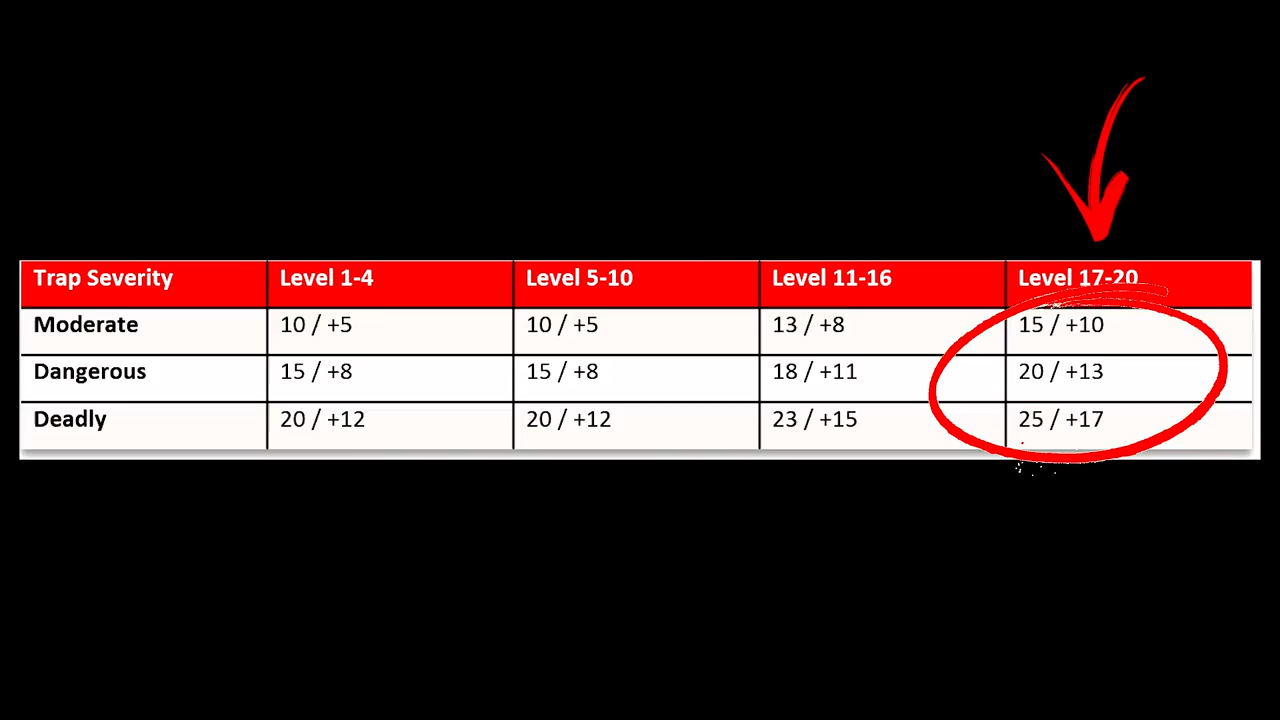 Trap Severity Level 1-4 Level 5-10 Level 11-16 Level 17-20
Moderate 10 / +5 10 / +5 13 / +8 15 / +10
Dangerous 15 / +8 15 / +8 18 / +11 20 / +13
Deadly 20 / +12 20 / +12 23 / +15 25 / +17